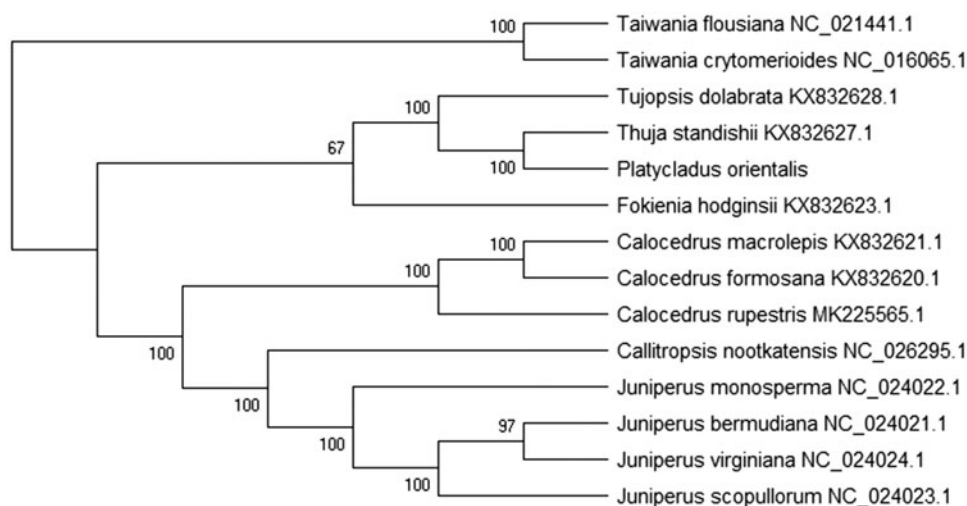 100
Taiwania flousiana NC_021441.1
Taiwania crytomerioides NC_016065.1
Tujopsis dolabrata KX832628.1
100
Thuja standishii KX832627.1
67
100
Platycladus orientalis
Fokienia hodginsii KX832623.1
100
Calocedrus macrolepis KX832621.1
100
Calocedrus formosana KX832620.1
Calocedrus rupestris MK225565.1
100
Callitropsis nootkatensis NC_026295.1
100
Juniperus monosperma NC_024022.1
97
Juniperus bermudiana NC_024021.1
100
Juniperus virginiana NC_024024.1
100
Juniperus scopullorum NC_024023.1